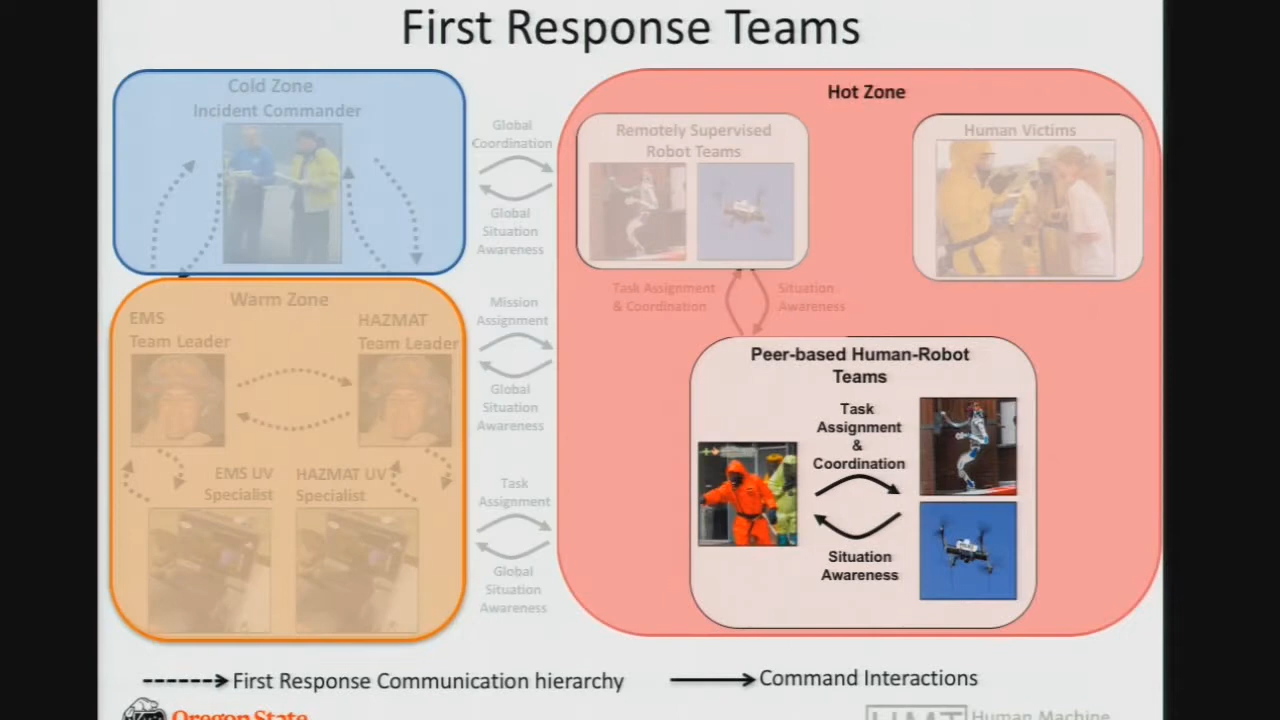 First Response Teams
Cold Zone
Incident Commander
Global
Coordination
Global
Situation
Awareness
Hot Zone
Remotely Supervised
Robot Teams
Human Victims
Task Assignment
& Coordination
Situation
Awareness
Warm Zone
EMS
Team Leader
HAZMAT
Team Leader
Mission
Assignment
Global
Situation
Awareness
EMS UV
Specialist
HAZMAT UV
Specialist
Task
Assignment
Global
Situation
Awareness
Peer-based Human-Robot
Teams
Task
Assignment
&
Coordination
Situation
Awareness
First Response Communication hierarchy
Command Interactions
Oregon State
HMT
Human Machine